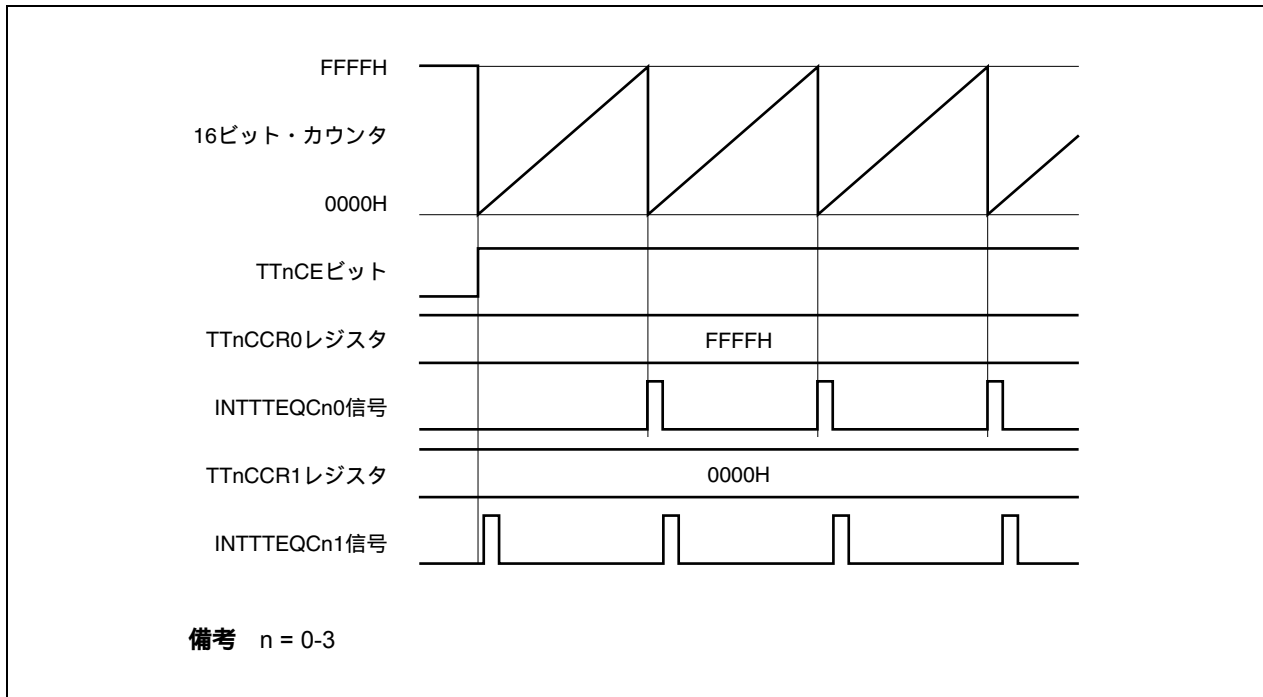 FFFFH
16ビット・カウンタ
0000H
TTnCEビット
TTnCCR0レジスタ
FFFFH
INTTTEQCn0信号
TTnCCR1レジスタ
0000H
INTTTEQCn1信号
備考 n = 0-3